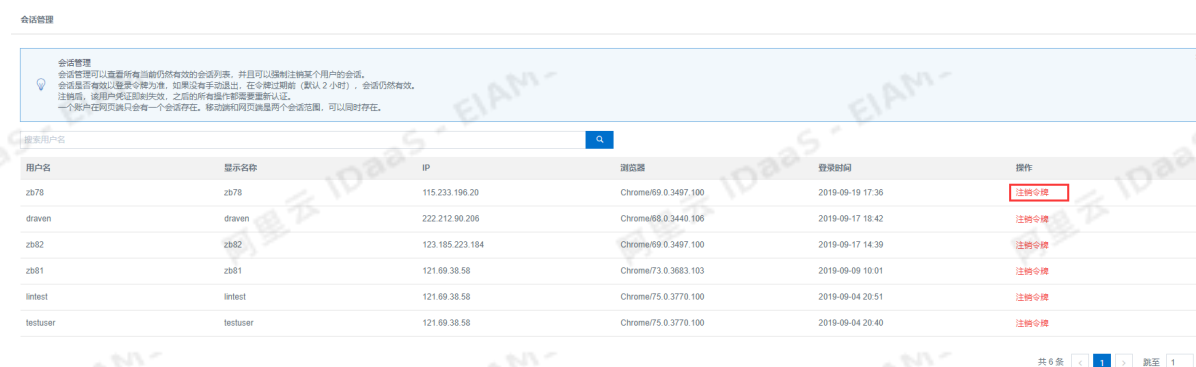 会话管理
会话管理
会话管理可以查看所有当前仍然有效的会话列表，并且可以强制注销某个用户的会话。
会话是否有效以登录令牌为准，如果没有手动退出，在令牌过期前（默认 2 小时），会话仍然有效。
注销后，该用户凭证即刻失效，之后的所有操作都需要重新认证。
一个账户在网页端只会有一个会话存在。移动端和网页端是两个会话范围，可以同时存在。
搜索用户名
用户名 显示名称 IP 浏览器 登录时间 操作
zb78 zb78 115.233.196.20 Chrome/69.0.3497.100 2019-09-19 17:36 注销令牌
draven draven 222.212.90.206 Chrome/68.0.3440.106 2019-09-17 18:42 注销令牌
zb82 zb82 123.185.223.184 Chrome/69.0.3497.100 2019-09-17 14:39 注销令牌
zb81 zb81 121.69.38.58 Chrome/73.0.3683.103 2019-09-09 10:01 注销令牌
lintest lintest 121.69.38.58 Chrome/75.0.3770.100 2019-09-04 20:51 注销令牌
testuser testuser 121.69.38.58 Chrome/75.0.3770.100 2019-09-04 20:40 注销令牌
共 6 条 < 1 > 跳至 1
阿里云 IDaaS - EIAM-
阿里云 IDaaS - EIAM-
阿里云 IDaaS